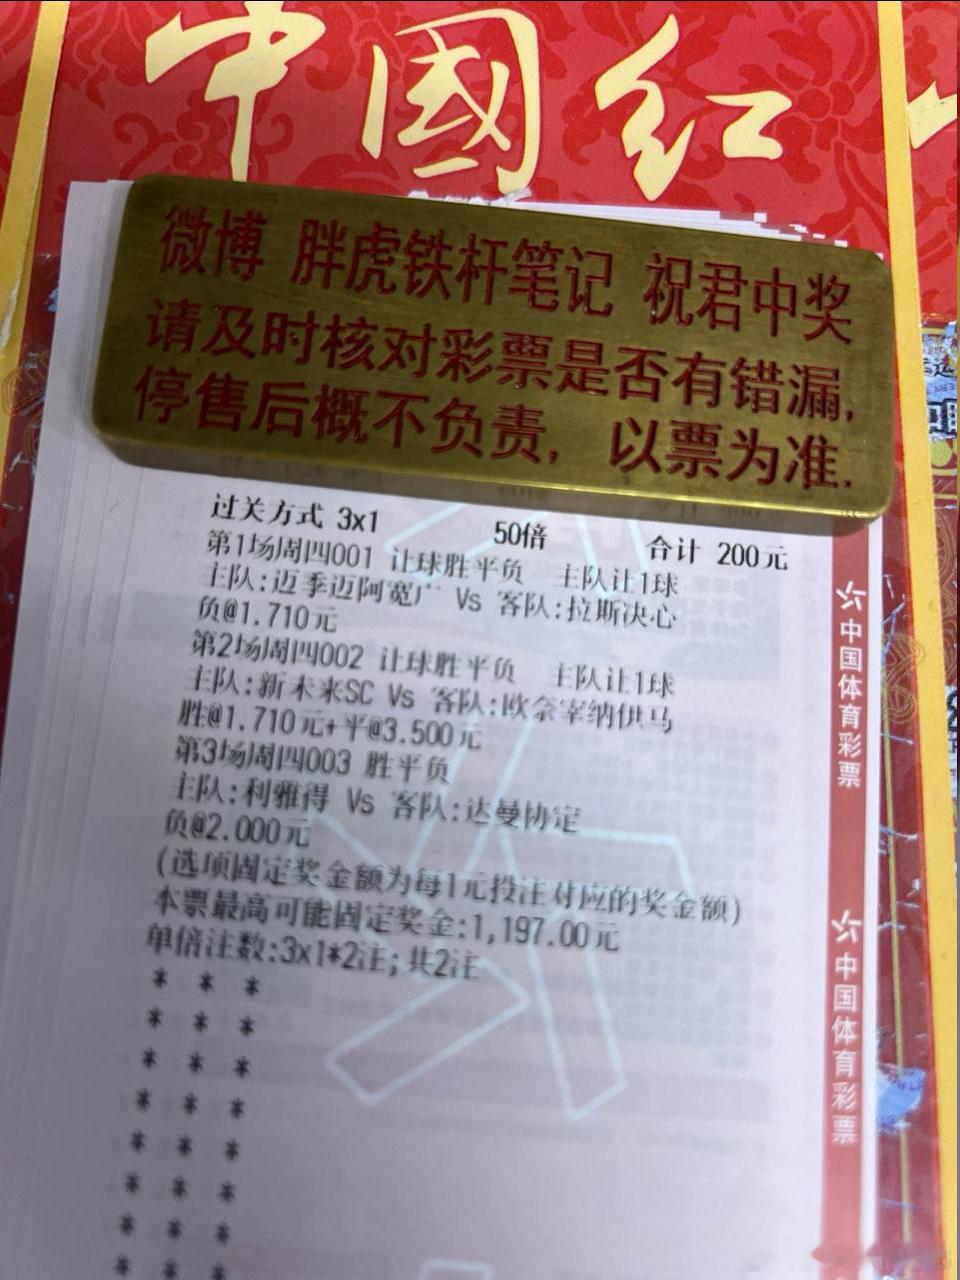 中国红
微博 胖虎铁杆笔记 祝君中奖
请及时核对彩票是否有错漏,
停售后概不负责, 以票为准.
过关方式 3x1 50倍 合计 200元
第1场周四001 让球胜平负 主队让1球
主队:迈季迈阿宽广 Vs 客队:拉斯决心
负@1.710元
第2场周四002 让球胜平负 主队让1球
主队:新未来SC Vs 客队:欧奈宰纳伊马
胜@1.710元+平@3.500元
第3场周四003 胜平负
主队:利雅得 Vs 客队:达曼协定
负@2.000元
(选项固定奖金额为每1元投注对应的奖金额)
本票最高可能固定奖金:1,197.00元
单倍注数:3x1*2注;共2注
中国体育彩票
中国体育彩票